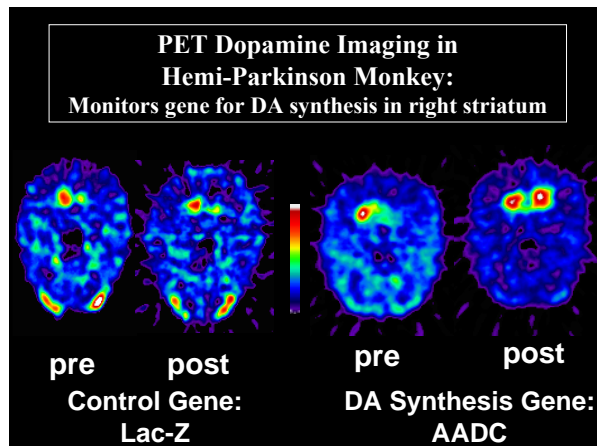 PET Dopamine Imaging in
Hemi-Parkinson Monkey:
Monitors gene for DA synthesis in right striatum
pre
post
pre
post
Control Gene:
Lac-Z
DA Synthesis Gene:
AADC